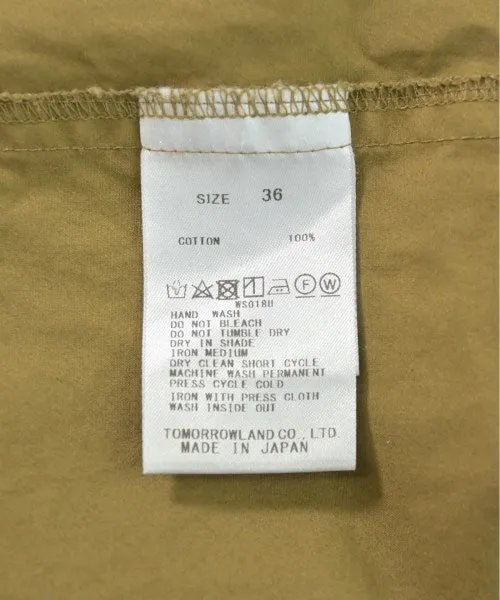 SIZE 36
COTTON 100%
F W
WS018U
HAND WASH
DO NOT BLEACH
DO NOT TUMBLE DRY
DRY IN SHADE
IRON MEDIUM
DRY CLEAN SHORT CYCLE
MACHINE WASH PERMANENT
PRESS CYCLE COLD
IRON WITH PRESS CLOTH
WASH INSIDE OUT
TOMORROWLAND CO., LTD
MADE IN JAPAN